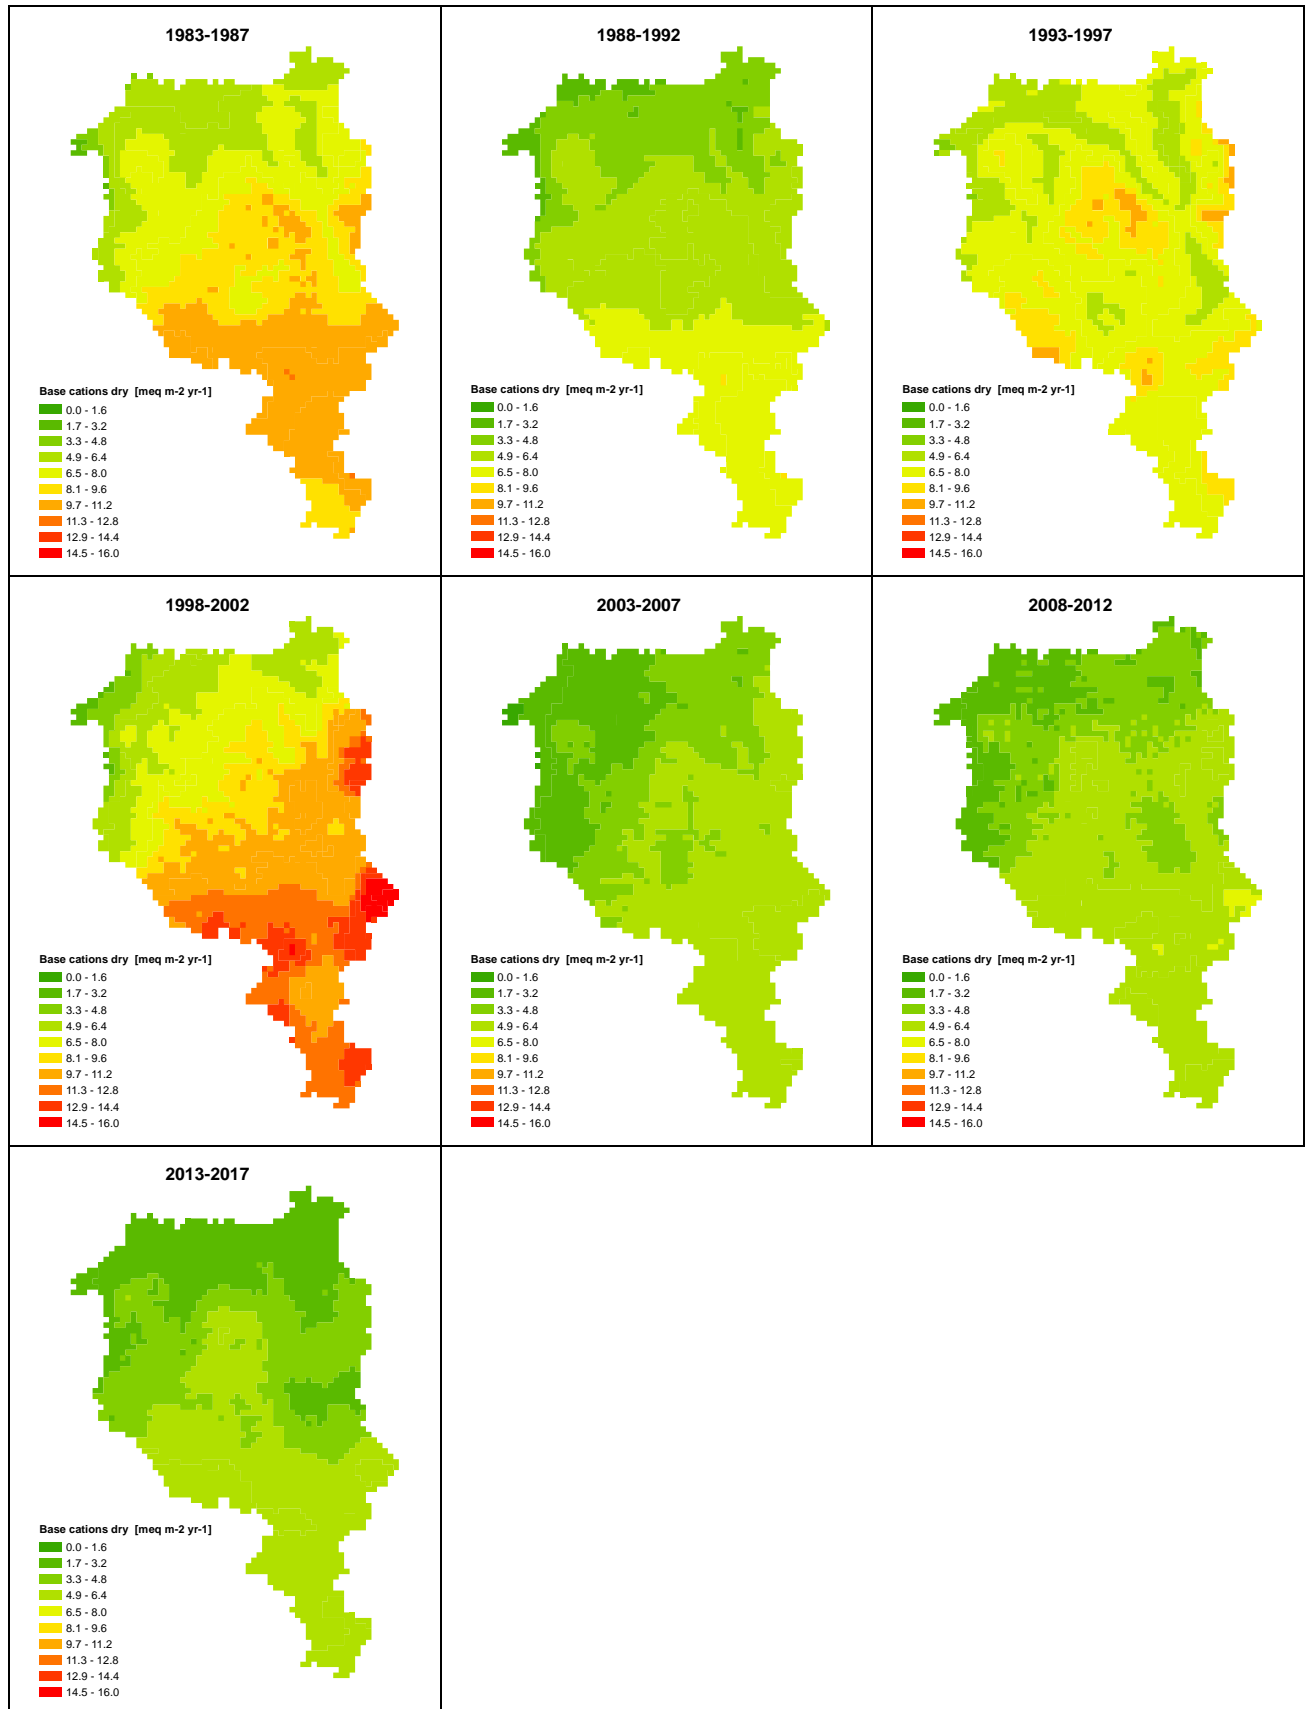 1983-1987
Base cations dry [meq m-2 yr-1]
0.0 - 1.6
1.7 - 3.2
3.3 - 4.8
4.9 - 6.4
6.5 - 8.0
8.1 - 9.6
9.7 - 11.2
11.3 - 12.8
12.9 - 14.4
14.5 - 16.0
1988-1992
Base cations dry [meq m-2 yr-1]
0.0 - 1.6
1.7 - 3.2
3.3 - 4.8
4.9 - 6.4
6.5 - 8.0
8.1 - 9.6
9.7 - 11.2
11.3 - 12.8
12.9 - 14.4
14.5 - 16.0
1993-1997
Base cations dry [meq m-2 yr-1]
0.0 - 1.6
1.7 - 3.2
3.3 - 4.8
4.9 - 6.4
6.5 - 8.0
8.1 - 9.6
9.7 - 11.2
11.3 - 12.8
12.9 - 14.4
14.5 - 16.0
1998-2002
Base cations dry [meq m-2 yr-1]
0.0 - 1.6
1.7 - 3.2
3.3 - 4.8
4.9 - 6.4
6.5 - 8.0
8.1 - 9.6
9.7 - 11.2
11.3 - 12.8
12.9 - 14.4
14.5 - 16.0
2003-2007
Base cations dry [meq m-2 yr-1]
0.0 - 1.6
1.7 - 3.2
3.3 - 4.8
4.9 - 6.4
6.5 - 8.0
8.1 - 9.6
9.7 - 11.2
11.3 - 12.8
12.9 - 14.4
14.5 - 16.0
2008-2012
Base cations dry [meq m-2 yr-1]
0.0 - 1.6
1.7 - 3.2
3.3 - 4.8
4.9 - 6.4
6.5 - 8.0
8.1 - 9.6
9.7 - 11.2
11.3 - 12.8
12.9 - 14.4
14.5 - 16.0
2013-2017
Base cations dry [meq m-2 yr-1]
0.0 - 1.6
1.7 - 3.2
3.3 - 4.8
4.9 - 6.4
6.5 - 8.0
8.1 - 9.6
9.7 - 11.2
11.3 - 12.8
12.9 - 14.4
14.5 - 16.0